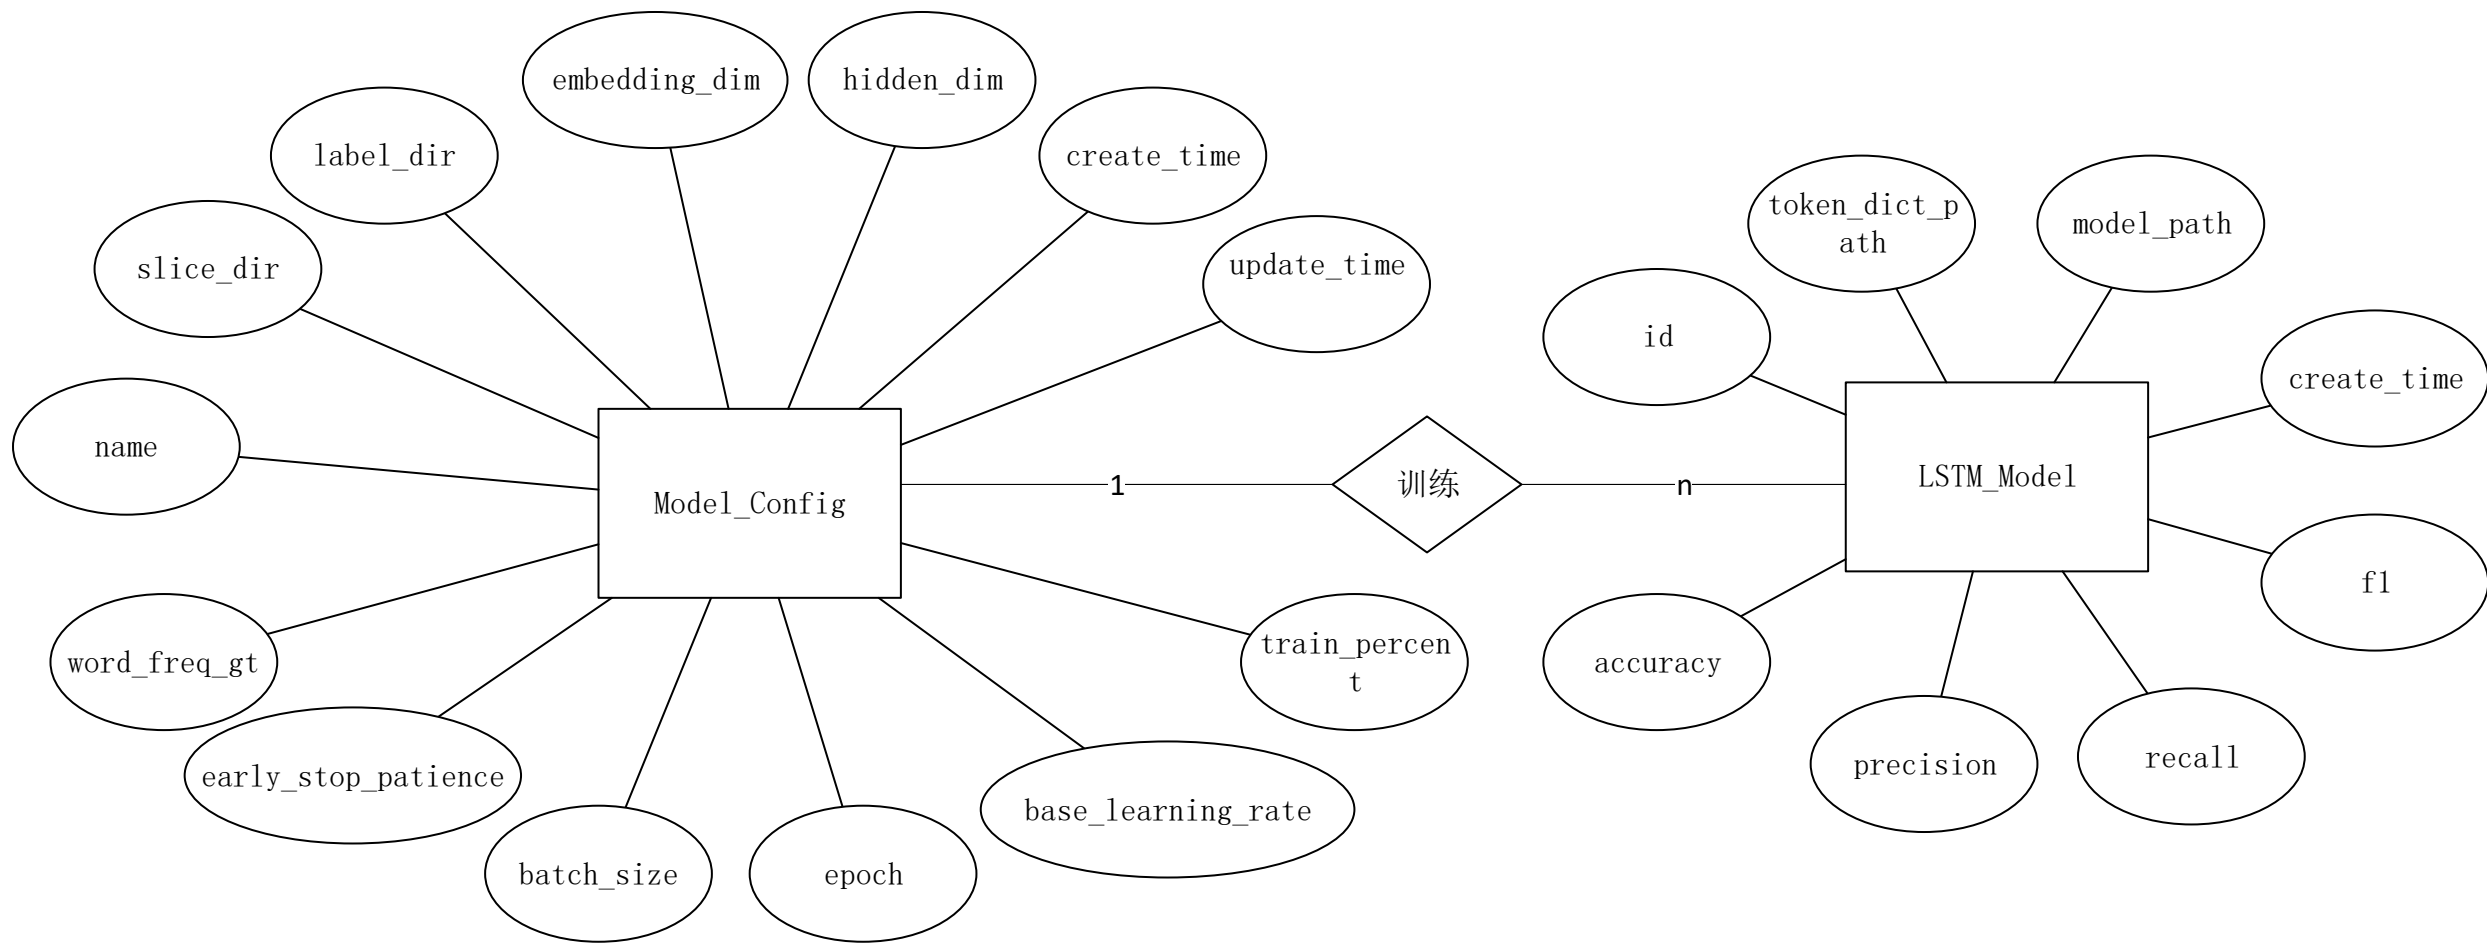 embedding_dim
hidden_dim
label_dir
create_time
slice_dir
update_time
name
Model_Config
word_freq_gt
early_stop_patience
batch_size
epoch
base_learning_rate
train_percen
t
1
训练
n
token_dict_p
ath
model_path
id
create_time
LSTM_Model
f1
accuracy
precision
recall